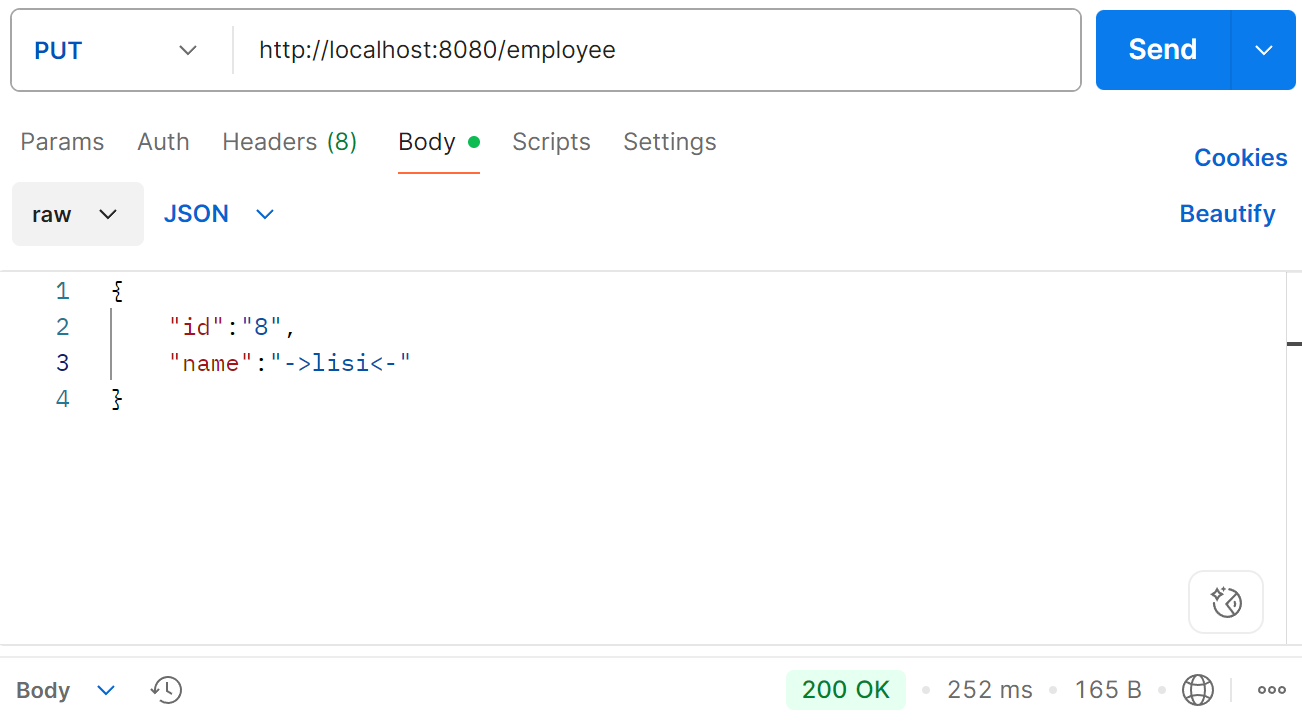 PUT http://localhost:8080/employee Send
Params Auth Headers (8) Body Scripts Settings
Cookies
raw JSON Beautify
1 {
2 "id":"8",
3 "name":"->lisi<-"
4 }
Body 200 OK 252 ms 165 B